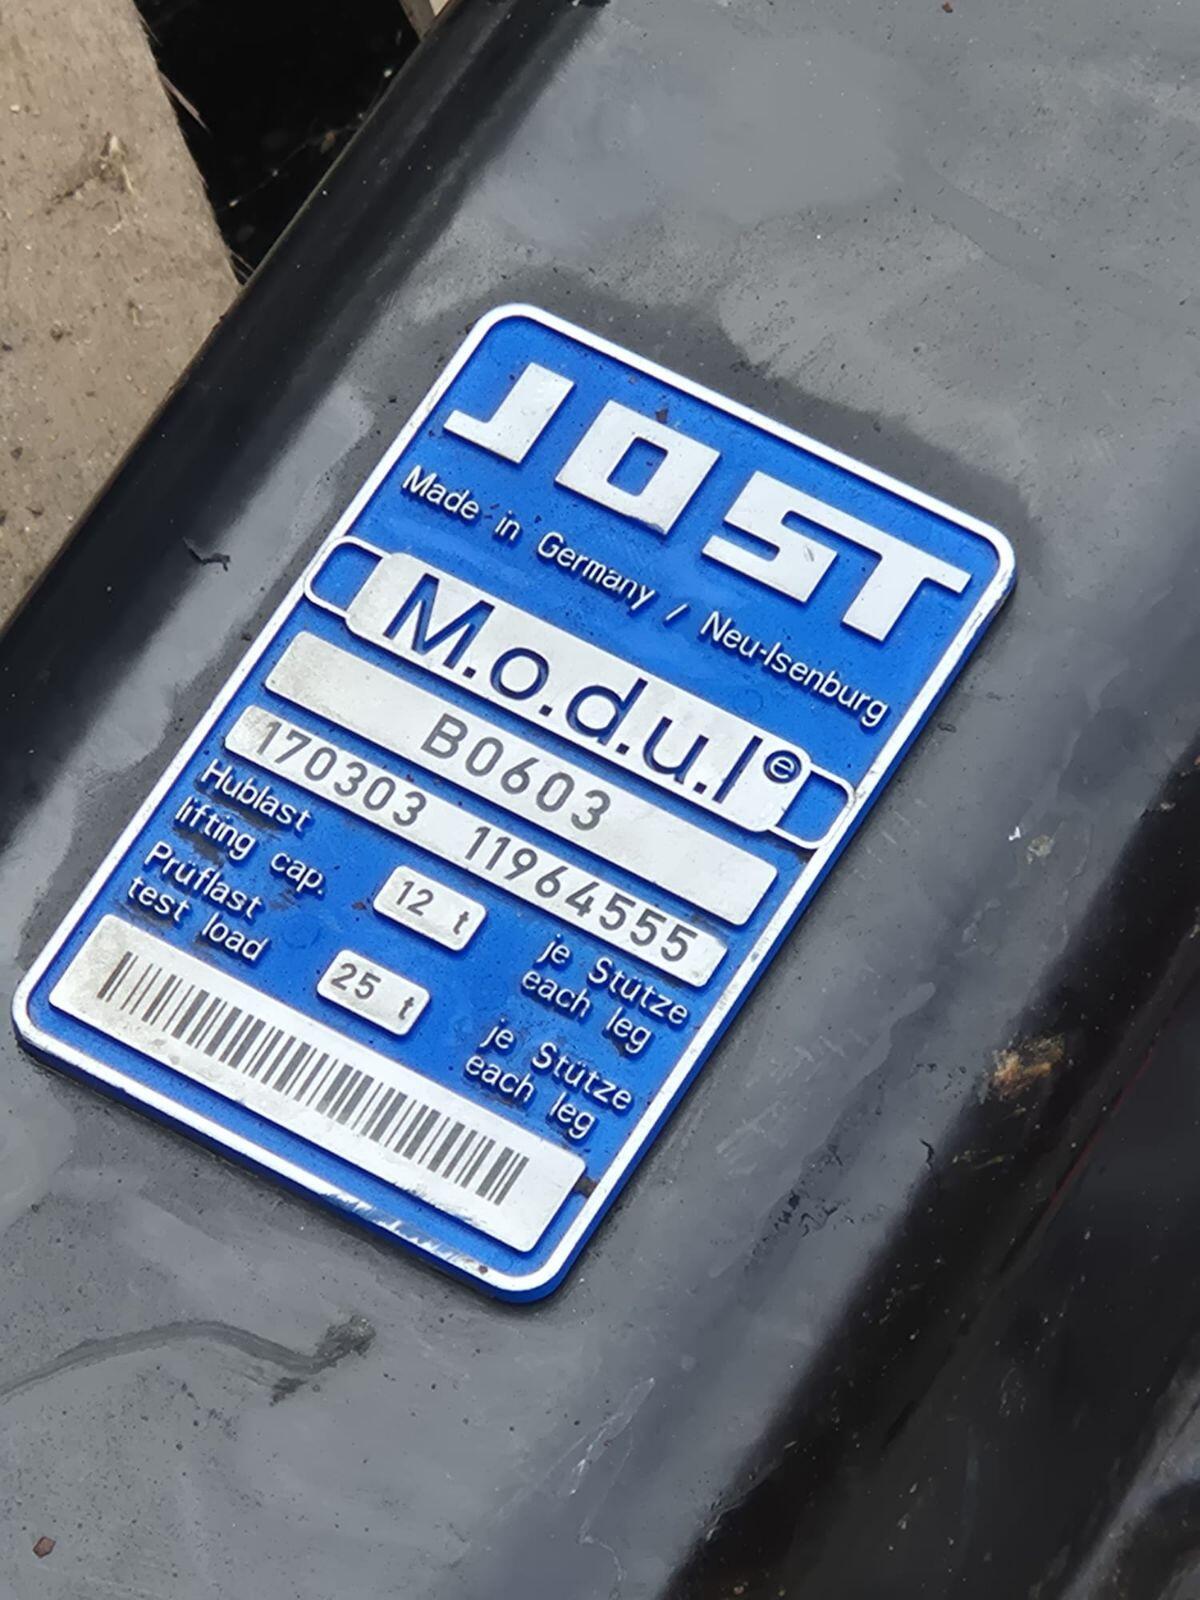 JOST
Made in Germany / Neu-Isenburg
M.o.d.u.l ⓔ
B0603
170303 11964555
Hublast
lifting cap. 12 t je Stütze
each leg
Prüflast
test load 25 t je Stütze
each leg